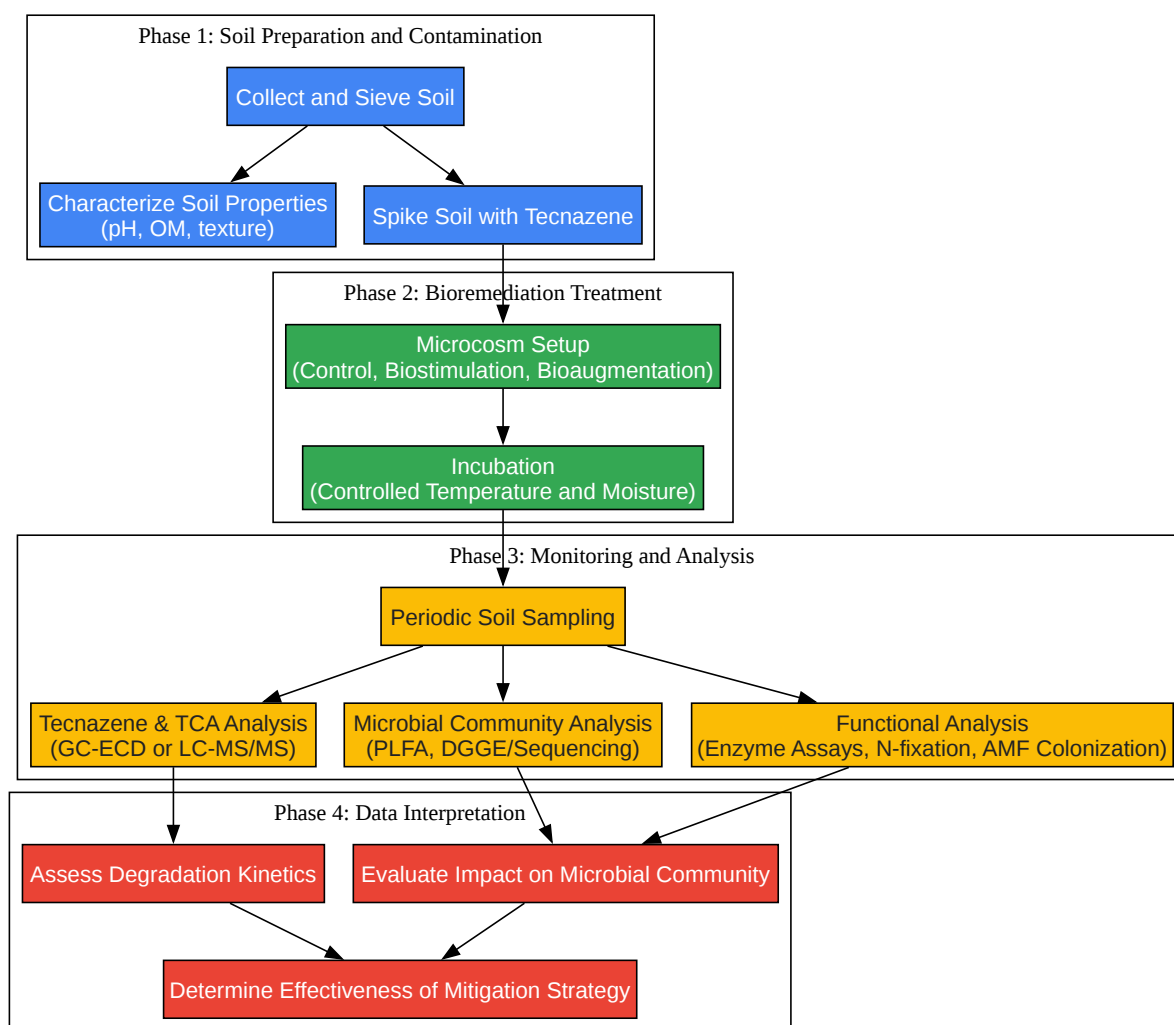 Phase 1: Soil Preparation and Contamination
Collect and Sieve Soil
Characterize Soil Properties
(pH, OM, texture)
Spike Soil with Tecnazene
Phase 2: Bioremediation Treatment
Microcosm Setup
(Control, Biostimulation, Bioaugmentation)
Incubation
(Controlled Temperature and Moisture)
Phase 3: Monitoring and Analysis
Periodic Soil Sampling
Tecnazene & TCA Analysis
(GC-ECD or LC-MS/MS)
Microbial Community Analysis
(PLFA, DGGE/Sequencing)
Functional Analysis
(Enzyme Assays, N-fixation, AMF Colonization)
Phase 4: Data Interpretation
Assess Degradation Kinetics
Evaluate Impact on Microbial Community
Determine Effectiveness of Mitigation Strategy